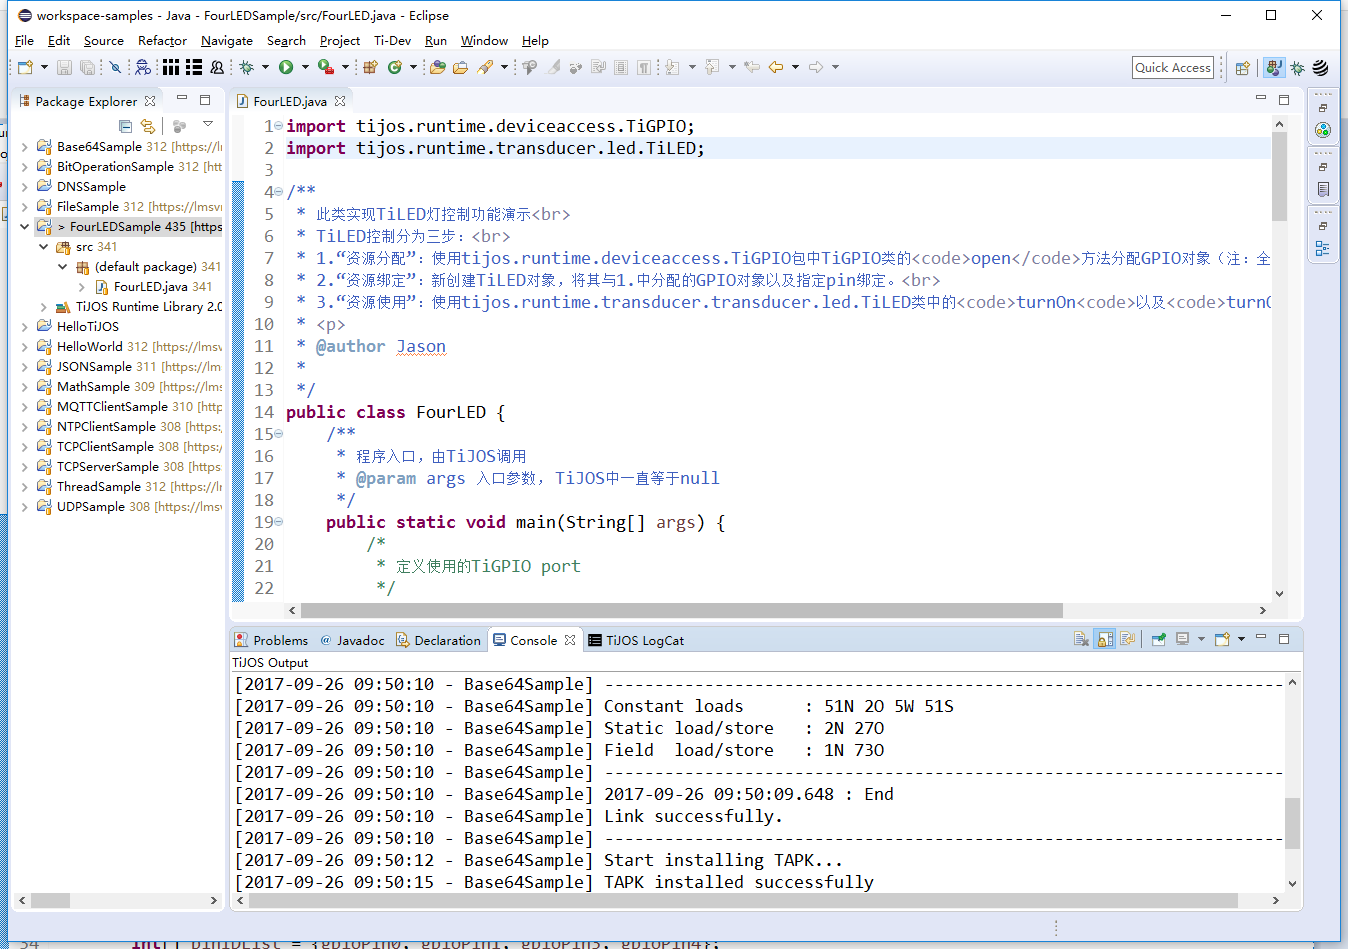 workspace-samples - Java - FourLEDSample/src/FourLED.java - Eclipse
File Edit Source Refactor Navigate Search Project Ti-Dev Run Window Help
Quick Access
Package Explorer
Base64Sample 312 [https://l
BitOperationSample 312 [htt
DNSSample
FileSample 312 [https://lmsv
> FourLEDSample 435 [https
src 341
(default package) 341
FourLED.java 341
TiJOS Runtime Library 2.0
HelloTiJOS
HelloWorld 312 [https://lmsv
JSONSample 311 [https://lm
MathSample 309 [https://lms
MQTTClientSample 310 [http
NTPClientSample 308 [https:
TCPClientSample 308 [https:/
TCPServerSample 308 [https
ThreadSample 312 [https://l
UDPSample 308 [https://lmsv
FourLED.java
1 import tijos.runtime.deviceaccess.TiGPIO;
2 import tijos.runtime.transducer.led.TiLED;
3
4 /**
5 * 此类实现TiLED灯控制功能演示<br>
6 * TiLED控制分为三步：<br>
7 * 1.“资源分配”：使用tijos.runtime.deviceaccess.TiGPIO包中TiGPIO类的<code>open</code>方法分配GPIO对象（注：全
8 * 2.“资源绑定”：新创建TiLED对象，将其与1.中分配的GPIO对象以及指定pin绑定。<br>
9 * 3.“资源使用”：使用tijos.runtime.transducer.transducer.led.TiLED类中的<code>turnOn<code>以及<code>turnO
10 * <p>
11 * @author Jason
12 *
13 */
14 public class FourLED {
15 /**
16 * 程序入口，由TiJOS调用
17 * @param args 入口参数, TiJOS中一直等于null
18 */
19 public static void main(String[] args) {
20 /*
21 * 定义使用的TiGPIO port
22 */
Problems @ Javadoc Declaration Console TiJOS LogCat
TiJOS Output
[2017-09-26 09:50:10 - Base64Sample] --------------------------------------------------------------------
[2017-09-26 09:50:10 - Base64Sample] Constant loads : 51N 2O 5W 51S
[2017-09-26 09:50:10 - Base64Sample] Static load/store : 2N 27O
[2017-09-26 09:50:10 - Base64Sample] Field load/store : 1N 73O
[2017-09-26 09:50:10 - Base64Sample] --------------------------------------------------------------------
[2017-09-26 09:50:10 - Base64Sample] 2017-09-26 09:50:09.648 : End
[2017-09-26 09:50:10 - Base64Sample] Link successfully.
[2017-09-26 09:50:10 - Base64Sample] --------------------------------------------------------------------
[2017-09-26 09:50:12 - Base64Sample] Start installing TAPK...
[2017-09-26 09:50:15 - Base64Sample] TAPK installed successfully
34 int[] pinIDList = {gpioPin0, gpioPin1, gpioPin3, gpioPin4};